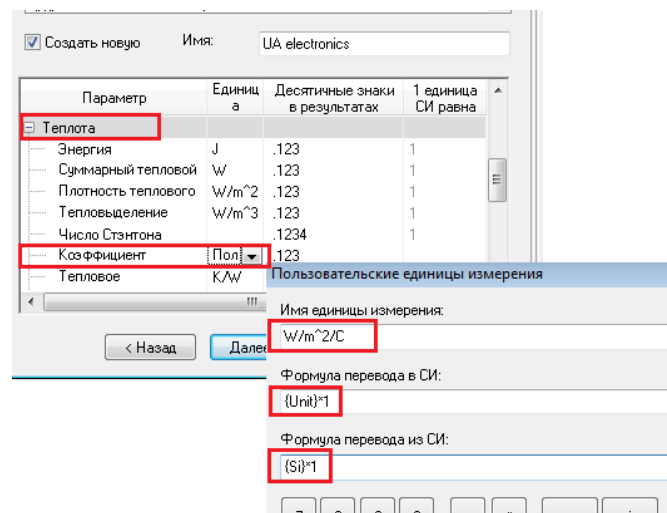 Создать новую Имя: UA electronics
Параметр Единиц а Десятичные знаки в результатах 1 единица СИ равна
Теплота
Энергия J .123 1
Суммарный тепловой W .123 1
Плотность теплового W/m^2 .123 1
Тепловыделение W/m^3 .123 1
Число Стэнтона .1234 1
Коэффициент Пол .123
Тепловое K/W
< Назад Далее
Пользовательские единицы измерения
Имя единицы измерения:
W/m^2/C
Формула перевода в СИ:
{Unit}*1
Формула перевода из СИ:
{Si}*1